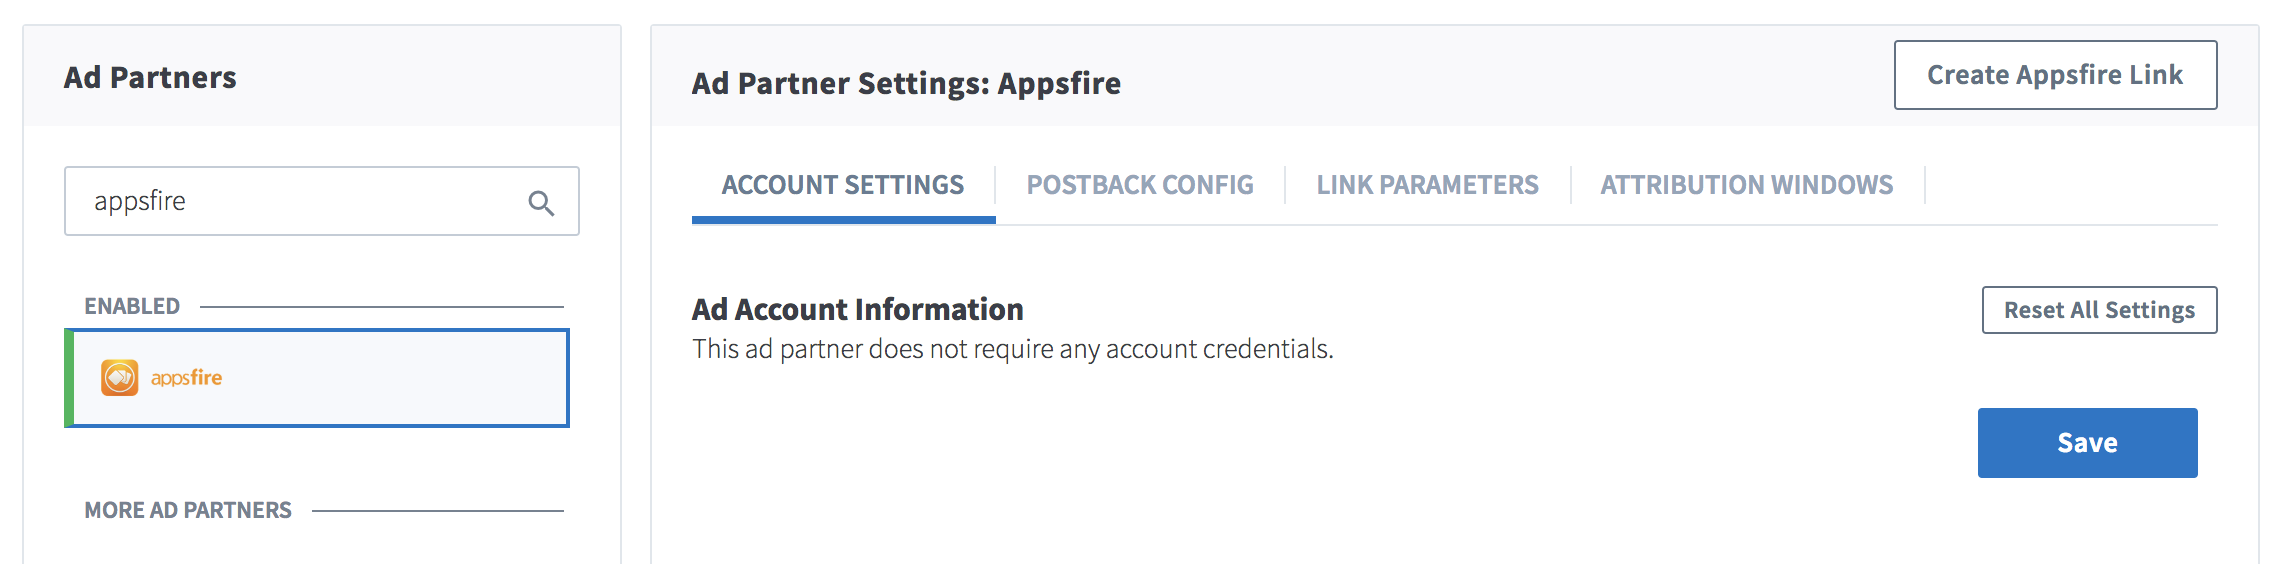 Ad Partners
appsfire
ENABLED
appsfire
MORE AD PARTNERS
Ad Partner Settings: Appsfire
Create Appsfire Link
ACCOUNT SETTINGS
POSTBACK CONFIG
LINK PARAMETERS
ATTRIBUTION WINDOWS
Ad Account Information
Reset All Settings
This ad partner does not require any account credentials.
Save